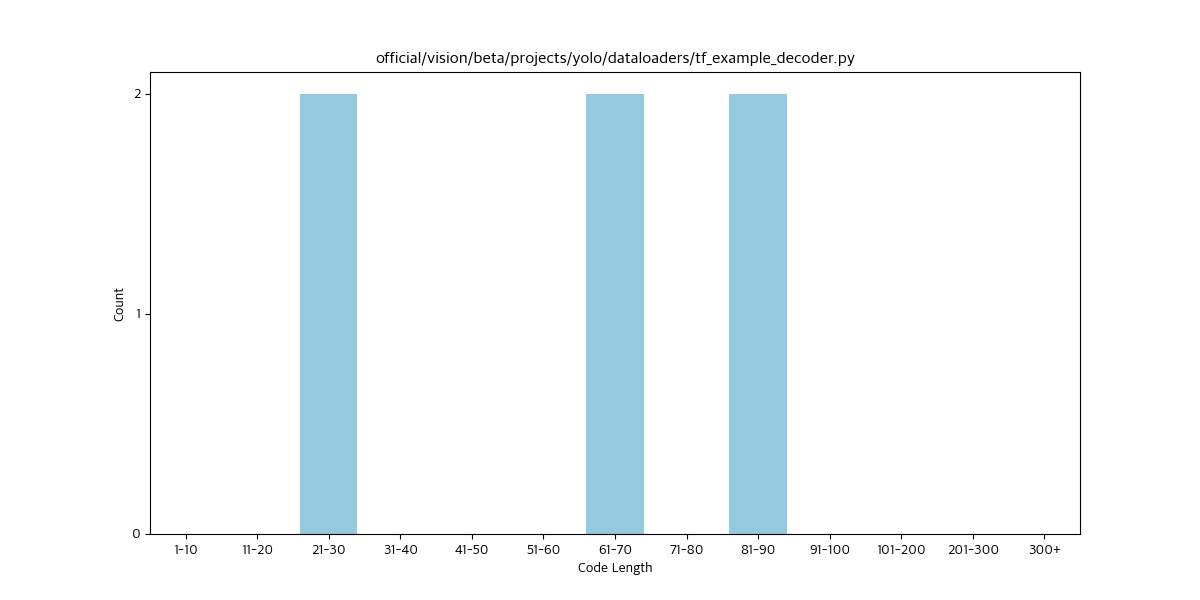 official/vision/beta/projects/yolo/dataloaders/tf_example_decoder.py
2
1
0
Count
1-10 11-20 21-30 31-40 41-50 51-60 61-70 71-80 81-90 91-100 101-200 201-300 300+
Code Length